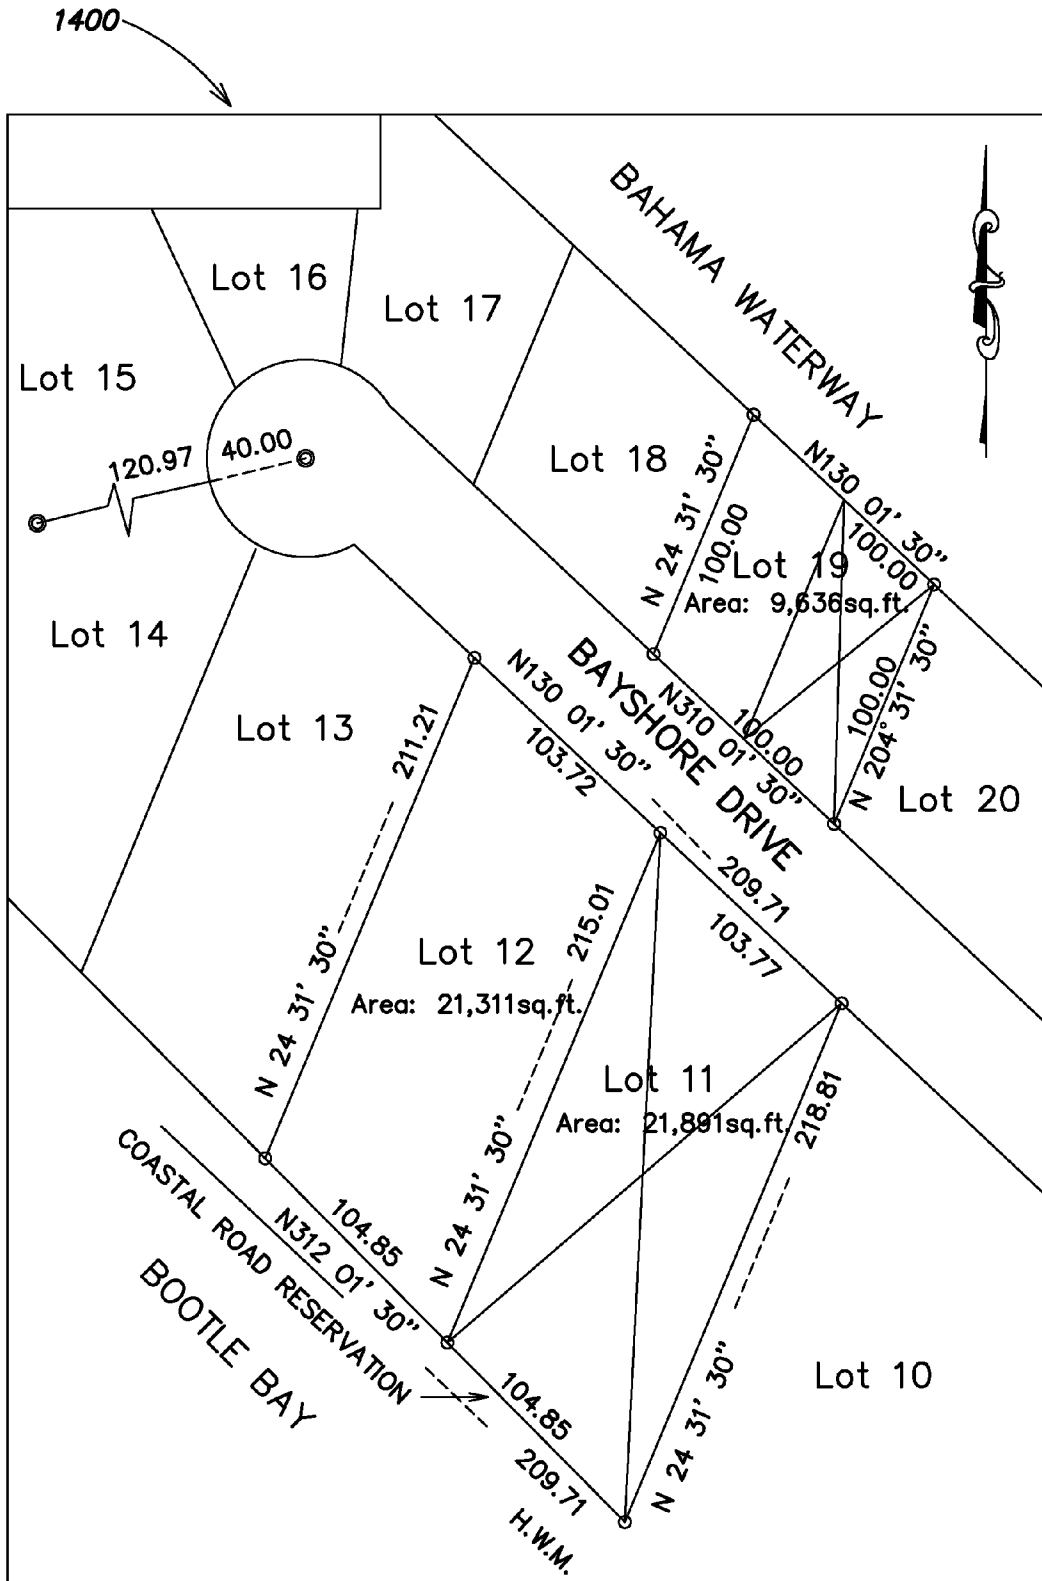 1400
BAHAMA WATERWAY
Lot 16
Lot 17
Lot 15
120.97
40.00
Lot 18
N 24 31' 30"
100.00
N130 01' 30"
100.00
Lot 19
Area: 9,636sq.ft.
Lot 14
BAYSHORE DRIVE
N310 01' 30"
100.00
100.00
N 204° 31' 30"
Lot 20
Lot 13
211.21
N 24 31' 30"
N130 01' 30"
103.72
209.71
103.77
Lot 12
Area: 21,311sq.ft.
215.01
N 24 31' 30"
Lot 11
Area: 21,891sq.ft.
218.81
N 24 31' 30"
COASTAL ROAD RESERVATION
N312 01' 30"
104.85
BOOTLE BAY
104.85
209.71
H.W.M.
Lot 10